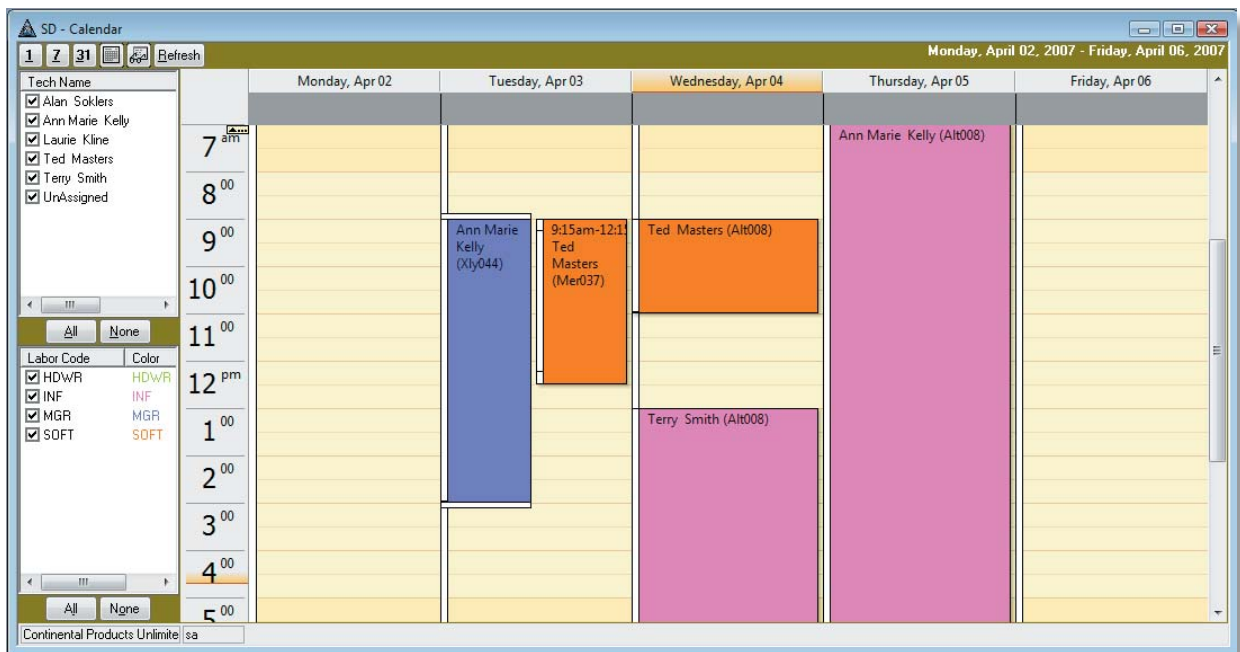 SD - Calendar
1 7 31 Refresh
Monday, April 02, 2007 - Friday, April 06, 2007
Tech Name
Alan Soklers
Ann Marie Kelly
Laurie Kline
Ted Masters
Terry Smith
UnAssigned
All None
Labor Code Color
HDWR HDWR
INF INF
MGR MGR
SOFT SOFT
All None
Continental Products Unlimite sa
Monday, Apr 02 Tuesday, Apr 03 Wednesday, Apr 04 Thursday, Apr 05 Friday, Apr 06
7 am
8 00
9 00
10 00
11 00
12 pm
1 00
2 00
3 00
4 00
5 00
Ann Marie
Kelly
(Xly044)
9:15am-12:15
Ted
Masters
(Mer037)
Ted Masters (Alt008)
Terry Smith (Alt008)
Ann Marie Kelly (Alt008)